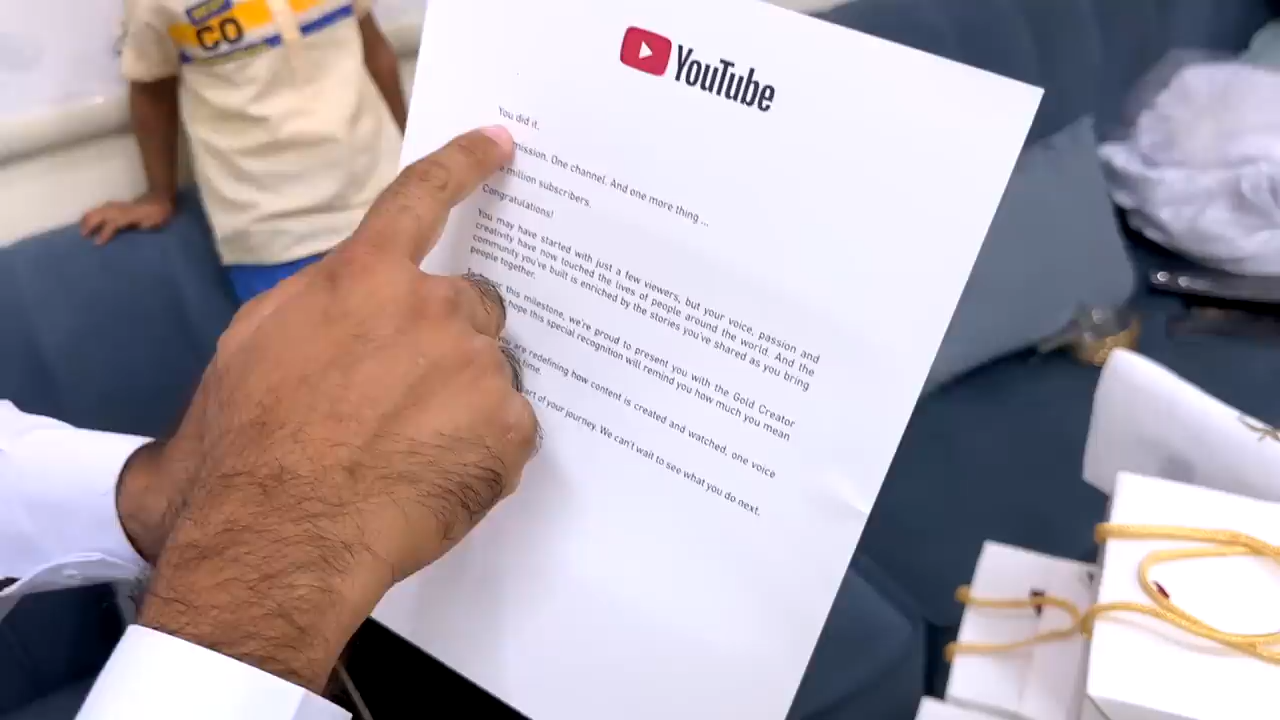 CO
YouTube
You did it.
mission. One channel. And one more thing ...
million subscribers.
Congratulations!
You may have started with just a few viewers, but your voice, passion and
creativity have now touched the lives of people around the world. And the
community you've built is enriched by the stories you've shared as you bring
people together.
this milestone, we're proud to present you with the Gold Creator
hope this special recognition will remind you how much you mean
you are redefining how content is created and watched, one voice
time.
of your journey. We can't wait to see what you do next.